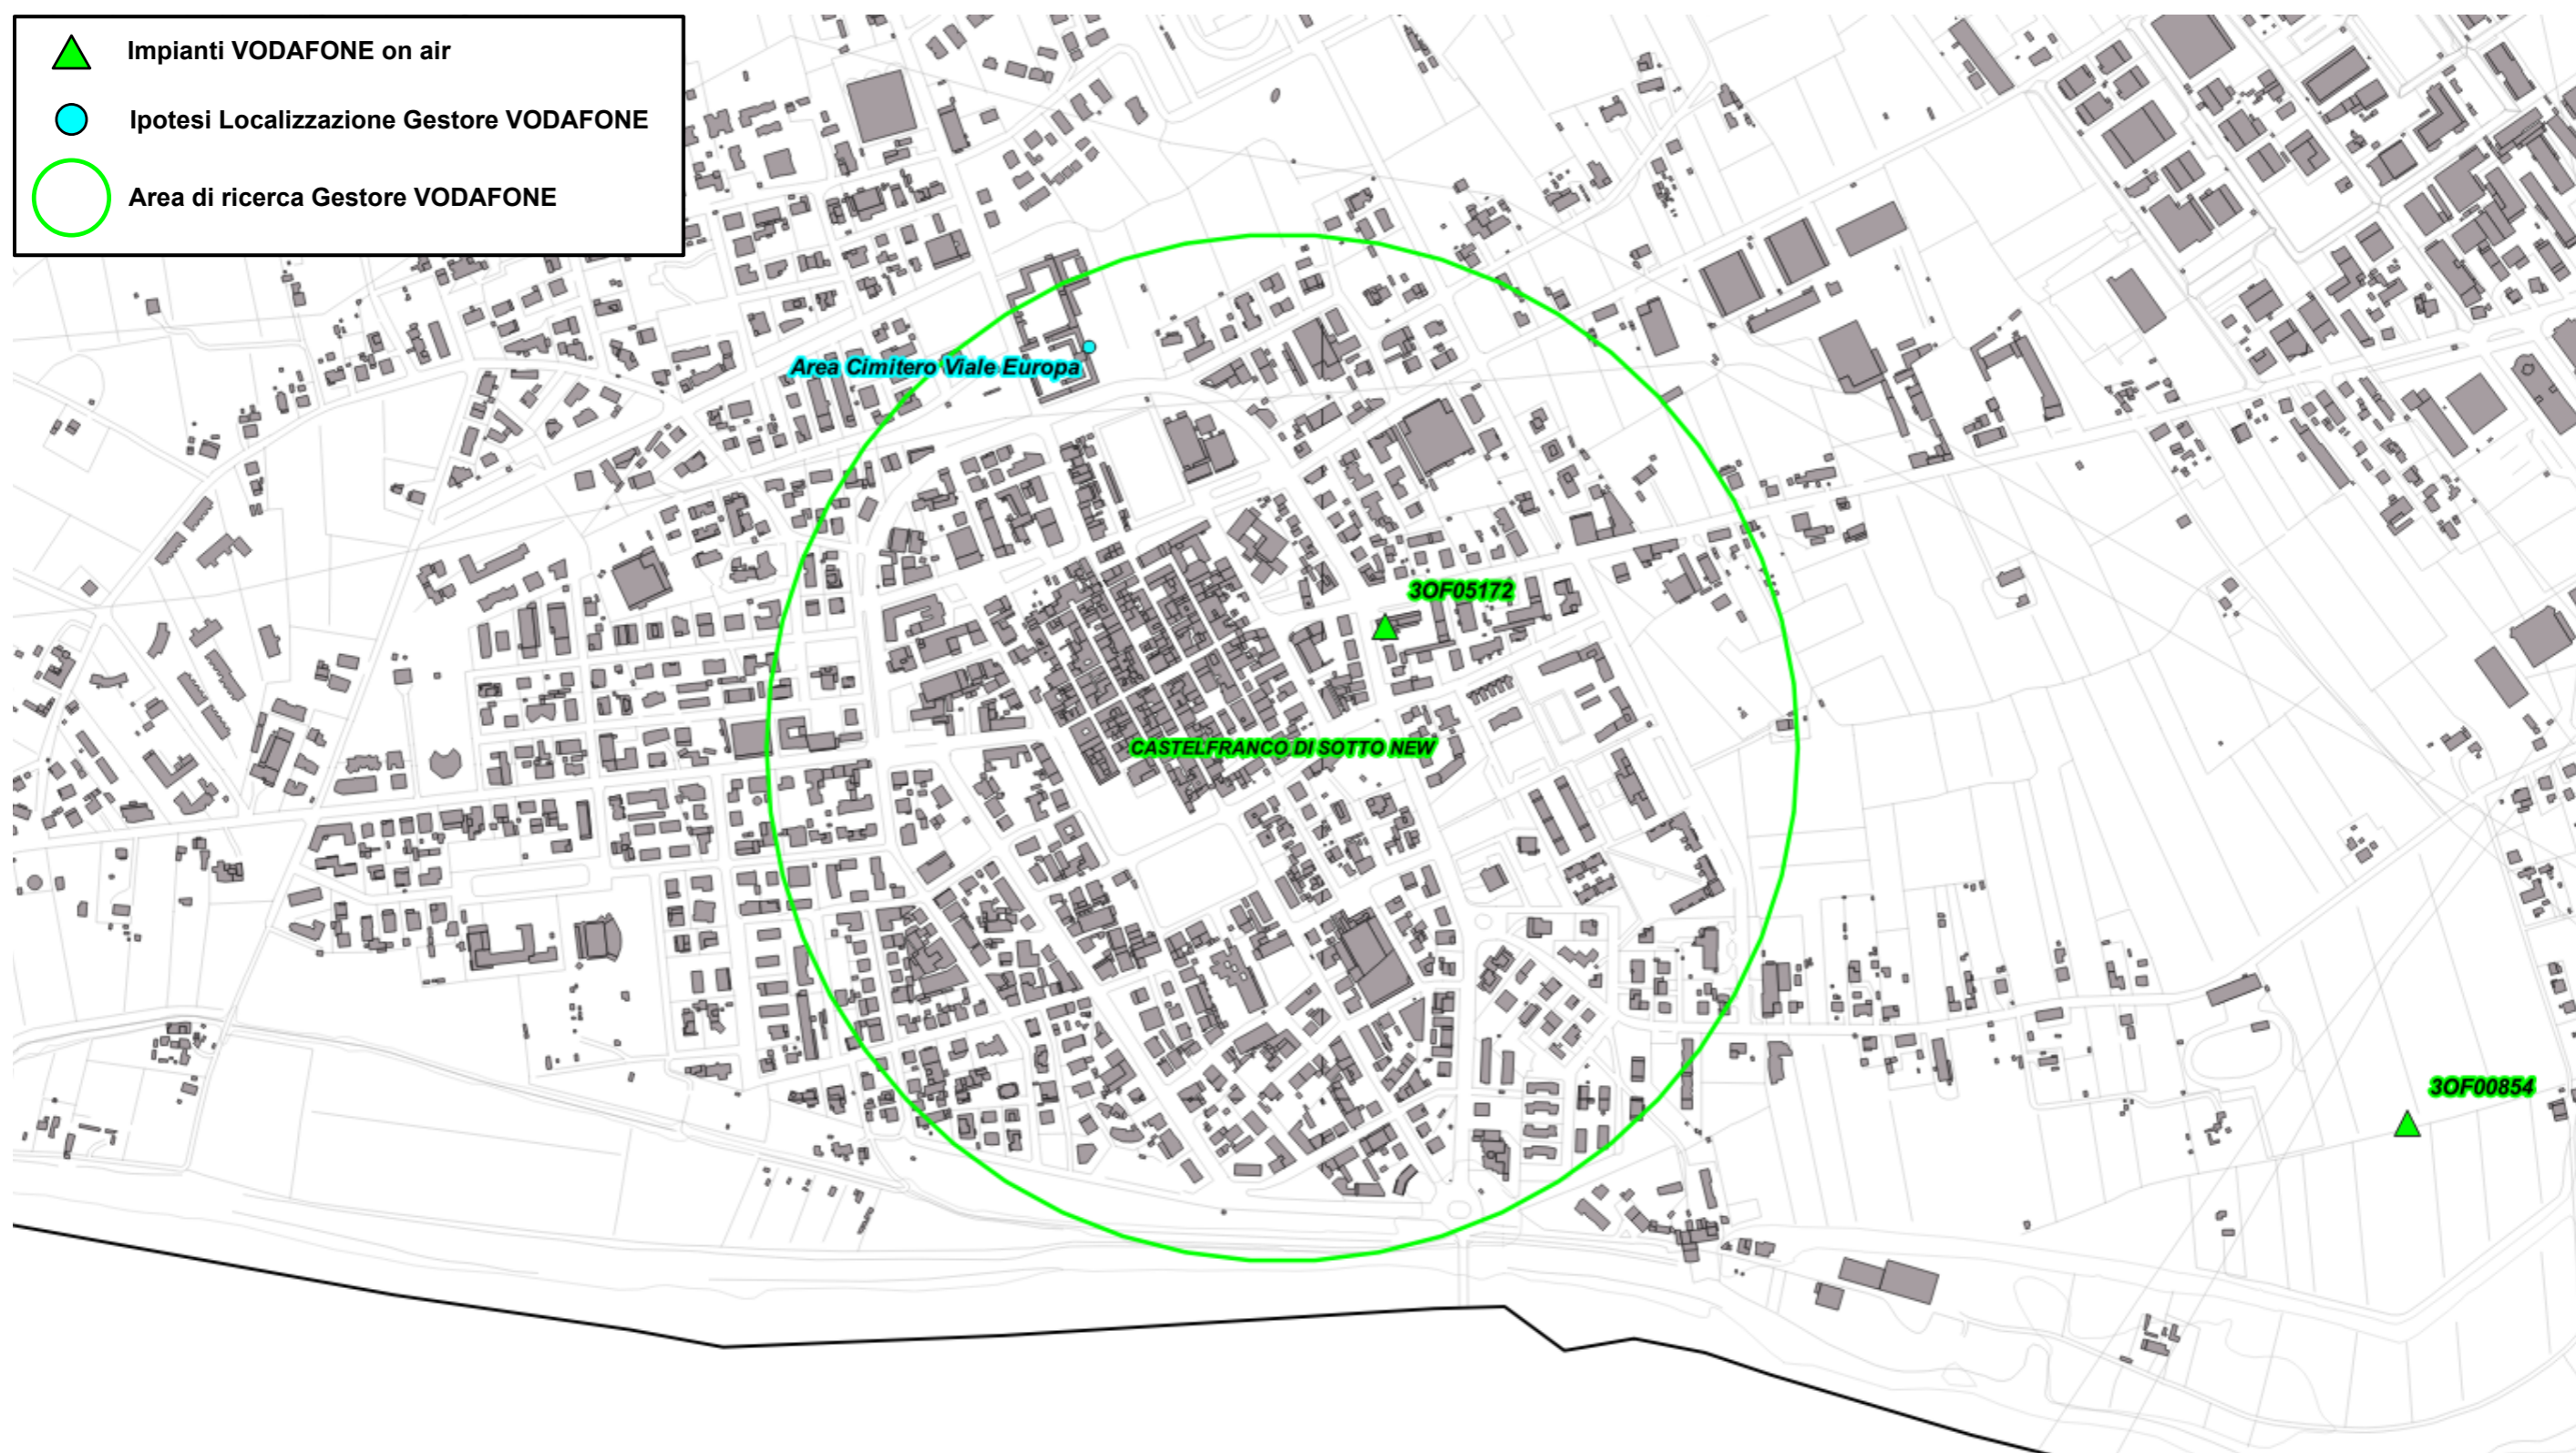 Impianti VODAFONE on air
Ipotesi Localizzazione Gestore VODAFONE
Area di ricerca Gestore VODAFONE
Area Cimitero Viale Europa
3OF05172
CASTELFRANCO DI SOTTO NEW
3OF00854